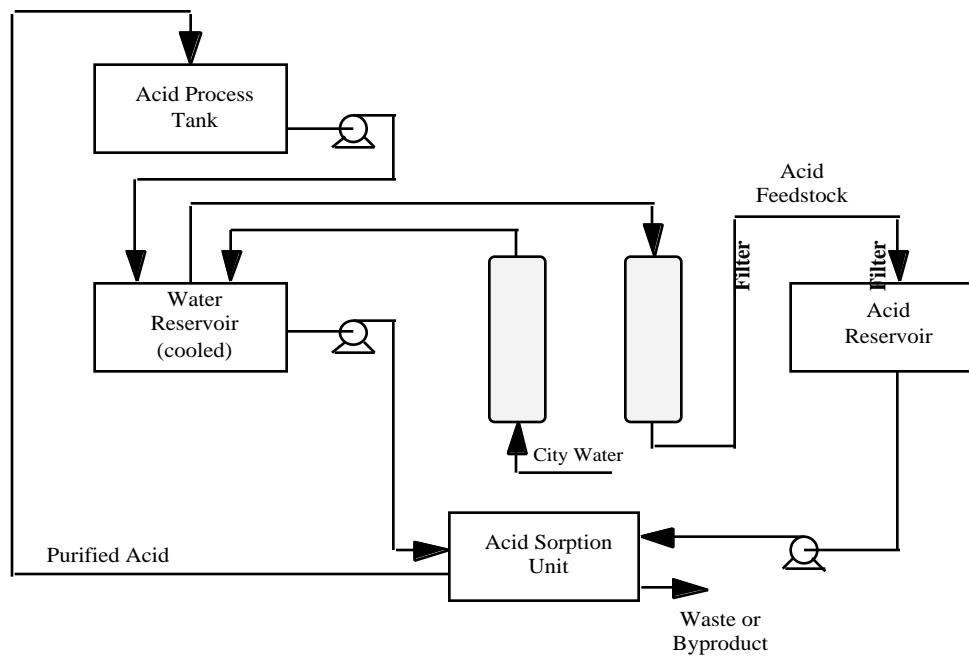 Acid Process
Tank
Acid
Feedstock
Filter
Filter
Water
Reservoir
(cooled)
Acid
Reservoir
City Water
Acid Sorption
Unit
Purified Acid
Waste or
Byproduct